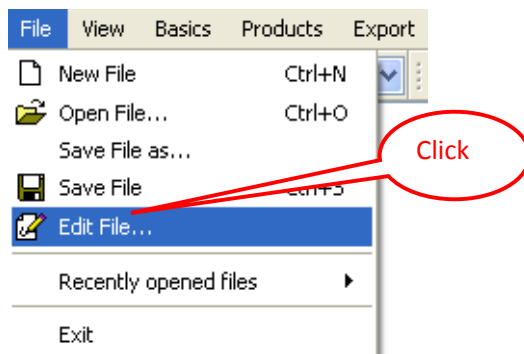 File View Basics Products Export
New File Ctrl+N
Open File... Ctrl+O
Save File as...
Click
Save File Ctrl+S
Edit File...
Recently opened files
Exit